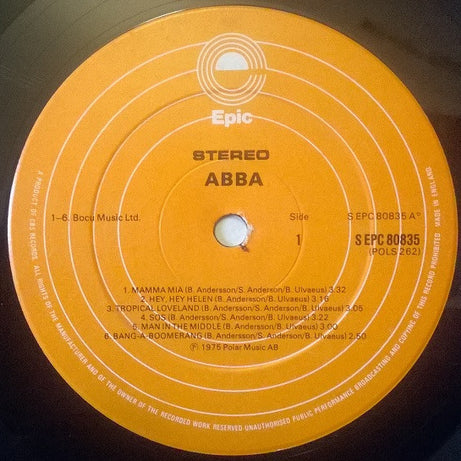 Epic
STEREO
ABBA
1–6. Bocu Music Ltd.
Side
1
S EPC 80835 A°
S EPC 80835
(POLS 262)
1. MAMMA MIA (B. Andersson/S. Anderson/B. Ulvaeus) 3.32
2. HEY, HEY HELEN (B. Andersson/B. Ulvaeus) 3.16
3. TROPICAL LOVELAND (B. Andersson/S. Anderson/B. Ulvaeus) 3.06
4. SOS (B. Andersson/S. Anderson/B. Ulvaeus) 3.22
5. MAN IN THE MIDDLE (B. Andersson/B. Ulvaeus) 3.00
6. BANG-A-BOOMERANG (B. Andersson/S. Anderson/B. Ulvaeus) 2.50
Ⓟ 1975 Polar Music AB
A PRODUCT OF CBS RECORDS. ALL RIGHTS OF THE MANUFACTURER AND OF THE OWNER OF THE RECORDED WORK RESERVED·UNAUTHORISED PUBLIC PERFORMANCE BROADCASTING AND COPYING OF THIS RECORD PROHIBITED MADE IN ENGLAND